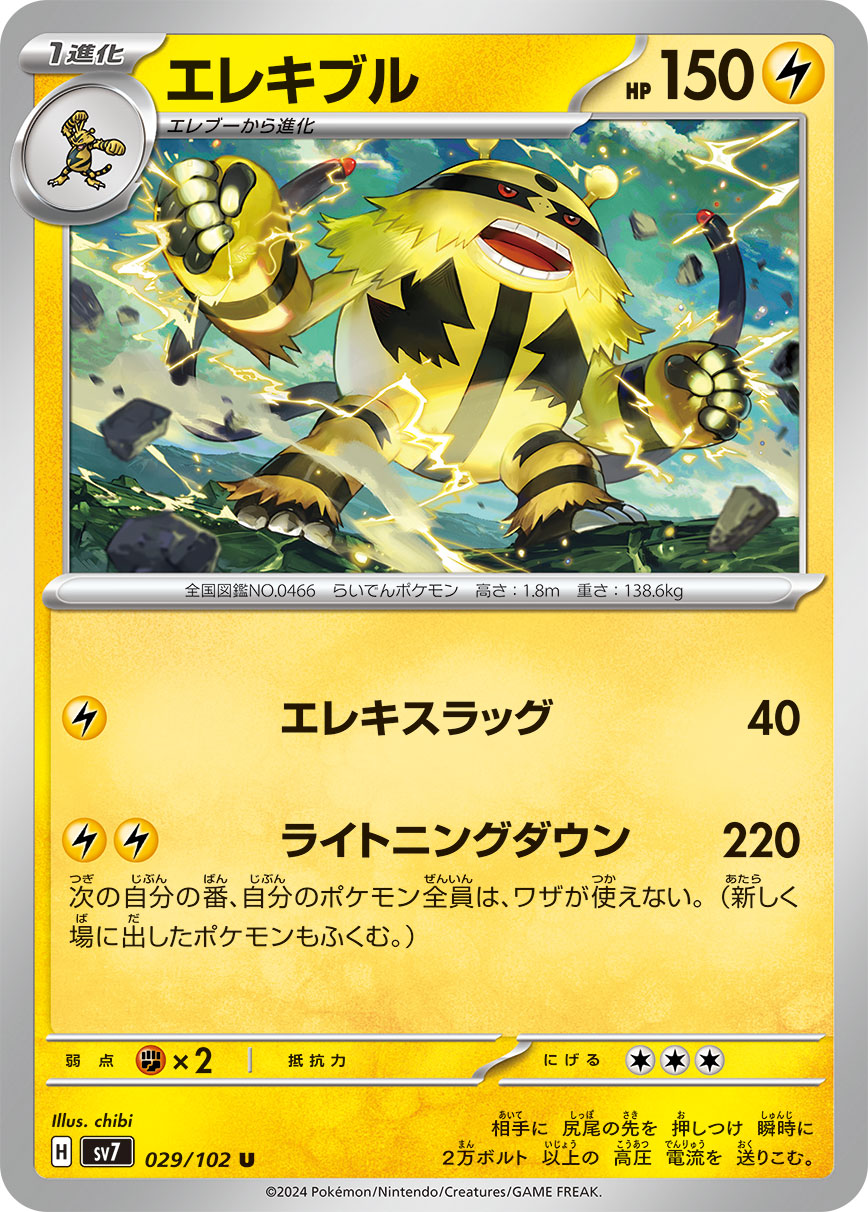 1進化
エレキブル
HP 150
エレブーから進化
全国図鑑NO.0466 らいでんポケモン 高さ:1.8m 重さ:138.6kg
エレキスラッグ 40
ライトニングダウン 220
次の自分の番、自分のポケモン全員は、ワザが使えない。(新しく
場に出したポケモンもふくむ。)
弱点 ×2 抵抗力 にげる
Illus. chibi
相手に 尻尾の先を 押しつけ 瞬時に
2万ボルト 以上の 高圧 電流を 送りこむ。
H sv7 029/102 U
©2024 Pokémon/Nintendo/Creatures/GAME FREAK.